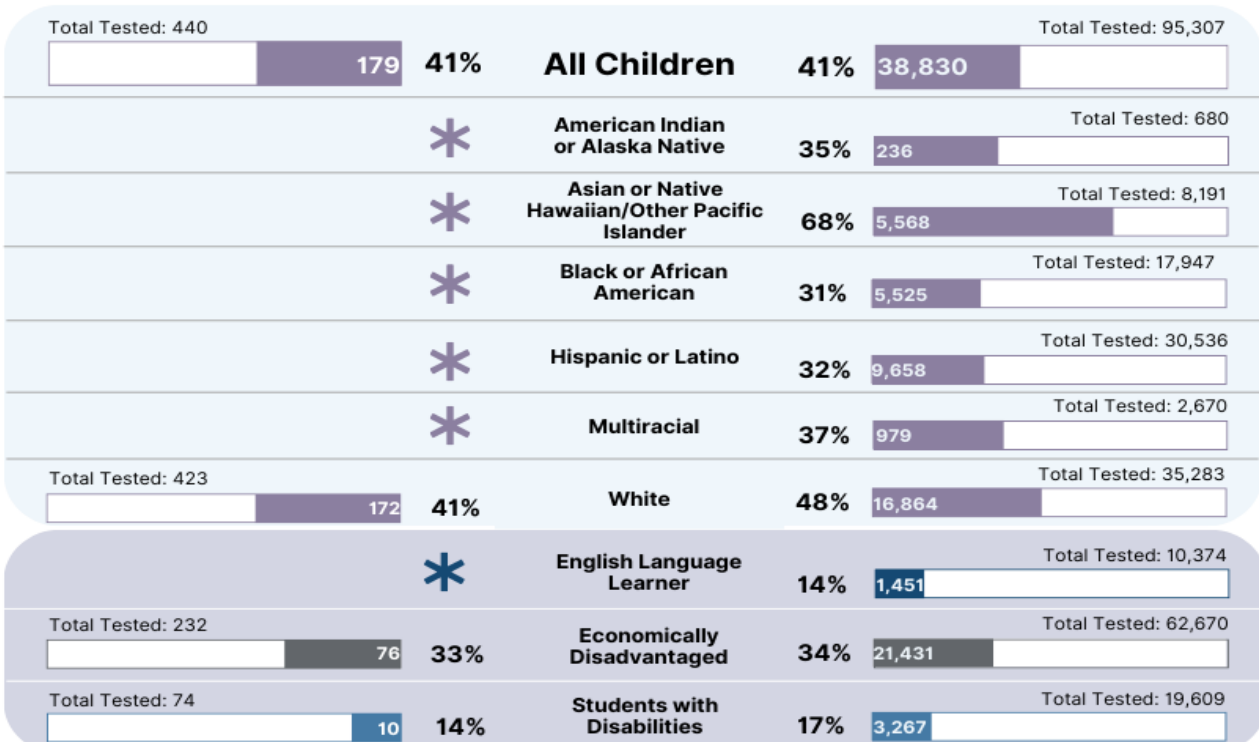 Total Tested: 440
Total Tested: 95,307
179 41% All Children 41% 38,830
Total Tested: 680
American Indian
or Alaska Native
* 35% 236
Total Tested: 8,191
Asian or Native
Hawaiian/Other Pacific
Islander
* 68% 5,568
Total Tested: 17,947
Black or African
American
* 31% 5,525
Total Tested: 30,536
* Hispanic or Latino 32% 9,658
Total Tested: 2,670
* Multiracial 37% 979
Total Tested: 423
Total Tested: 35,283
172 41% White 48% 16,864
Total Tested: 10,374
English Language
Learner
* 14% 1,451
Total Tested: 232
Total Tested: 62,670
Economically
Disadvantaged
76 33% 34% 21,431
Total Tested: 74
Total Tested: 19,609
Students with
Disabilities
10 14% 17% 3,267